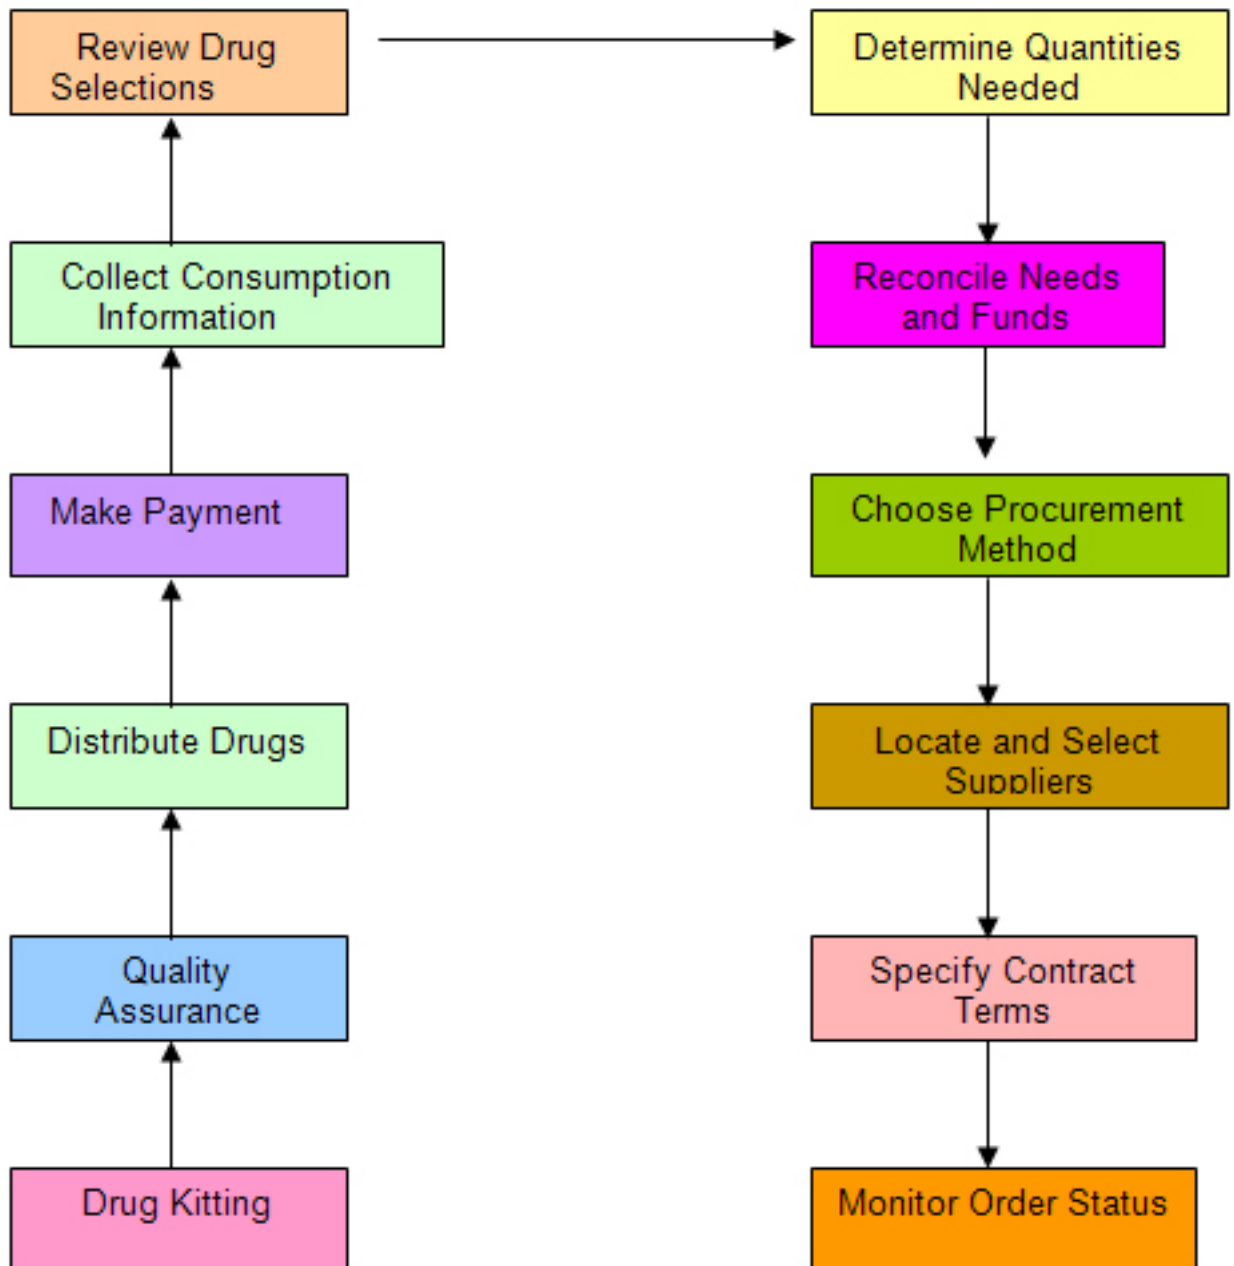 Review Drug
Selections
Determine Quantities
Needed
Collect Consumption
Information
Reconcile Needs
and Funds
Make Payment
Choose Procurement
Method
Distribute Drugs
Locate and Select
Suppliers
Quality
Assurance
Specify Contract
Terms
Drug Kitting
Monitor Order Status